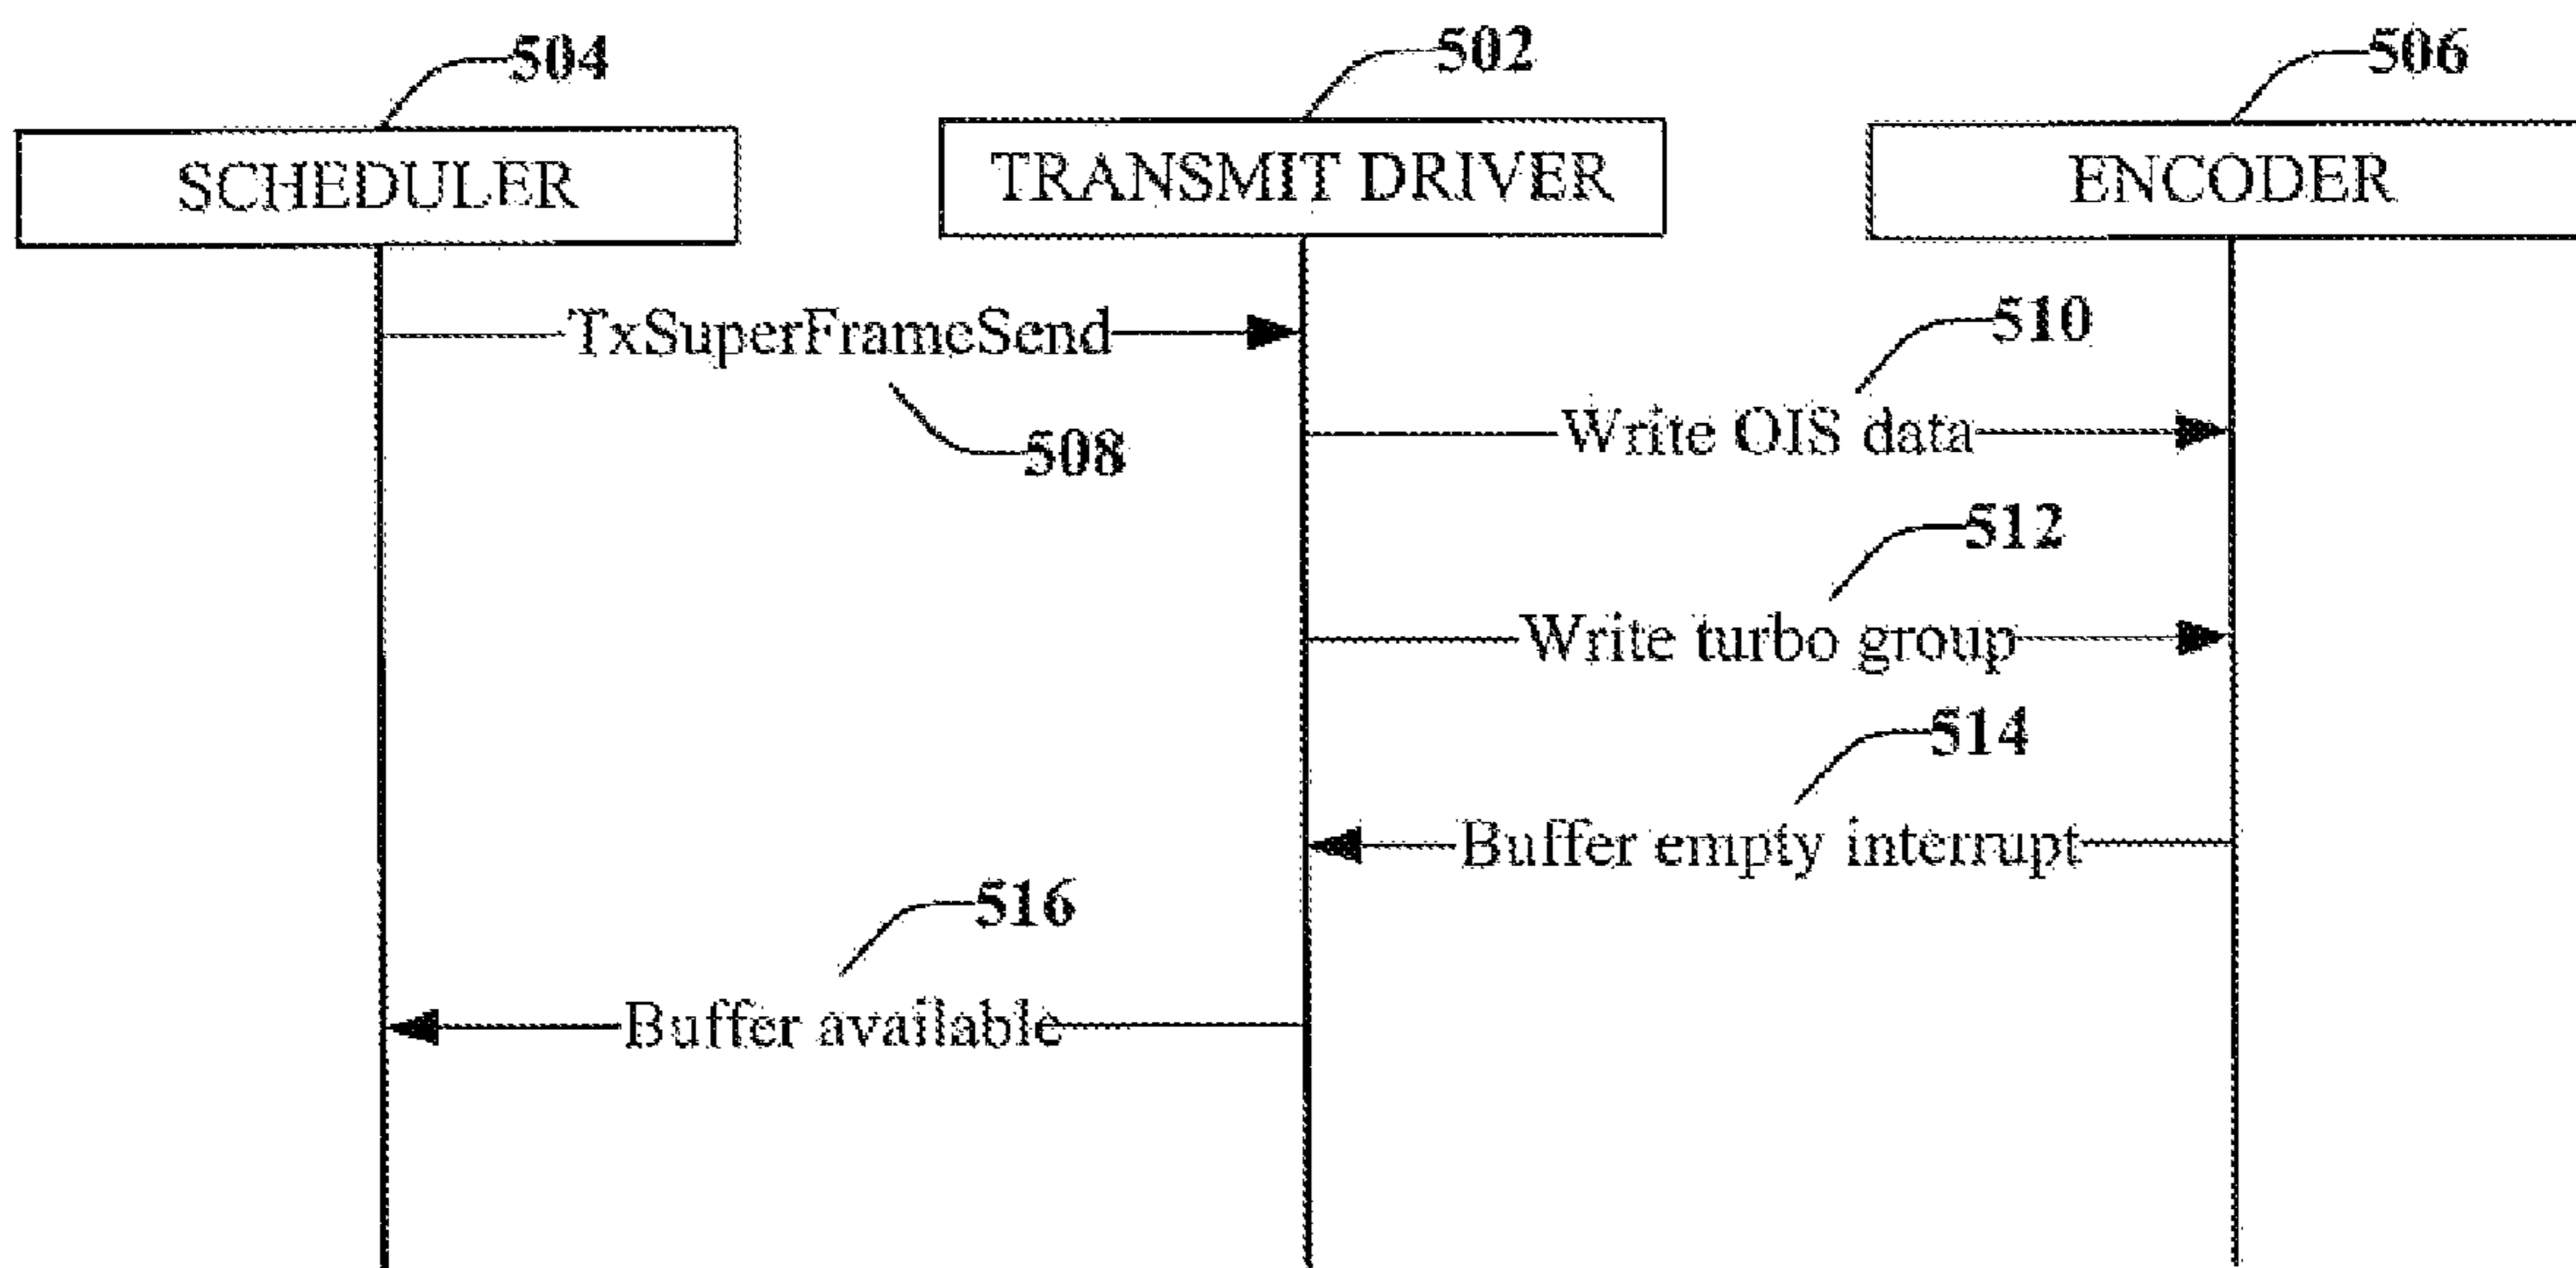 504
502
506
SCHEDULER
TRANSMIT DRIVER
ENCODER
TxSuperFrameSend
508
510
Write OIS data
512
Write turbo group
514
Buffer empty interrupt
516
Buffer available